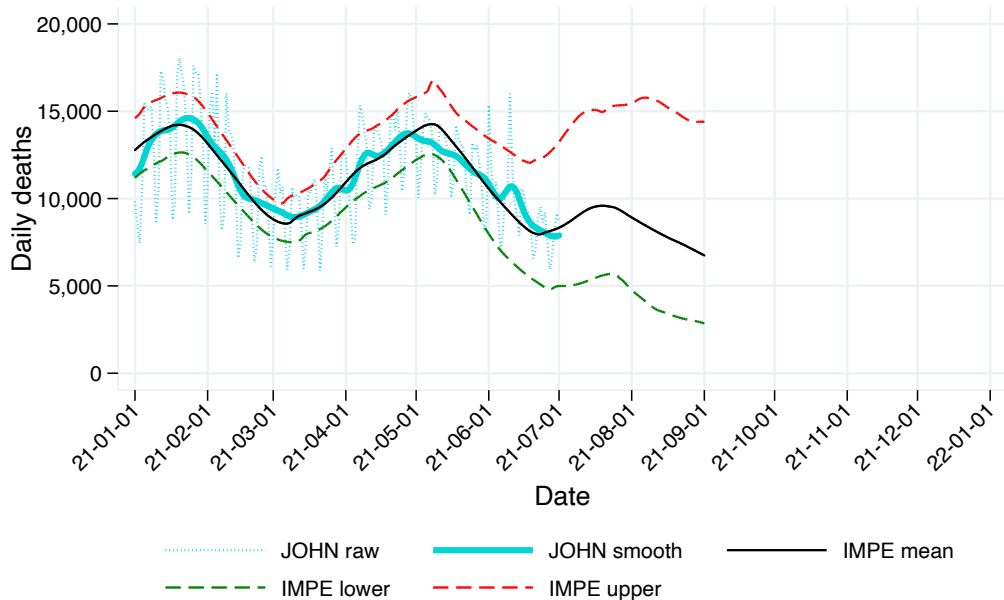 20,000
15,000
10,000
5,000
0
Daily deaths
21-01-01
21-02-01
21-03-01
21-04-01
21-05-01
21-06-01
21-07-01
21-08-01
21-09-01
21-10-01
21-11-01
21-12-01
22-01-01
Date
JOHN raw
JOHN smooth
IMPE mean
IMPE lower
IMPE upper